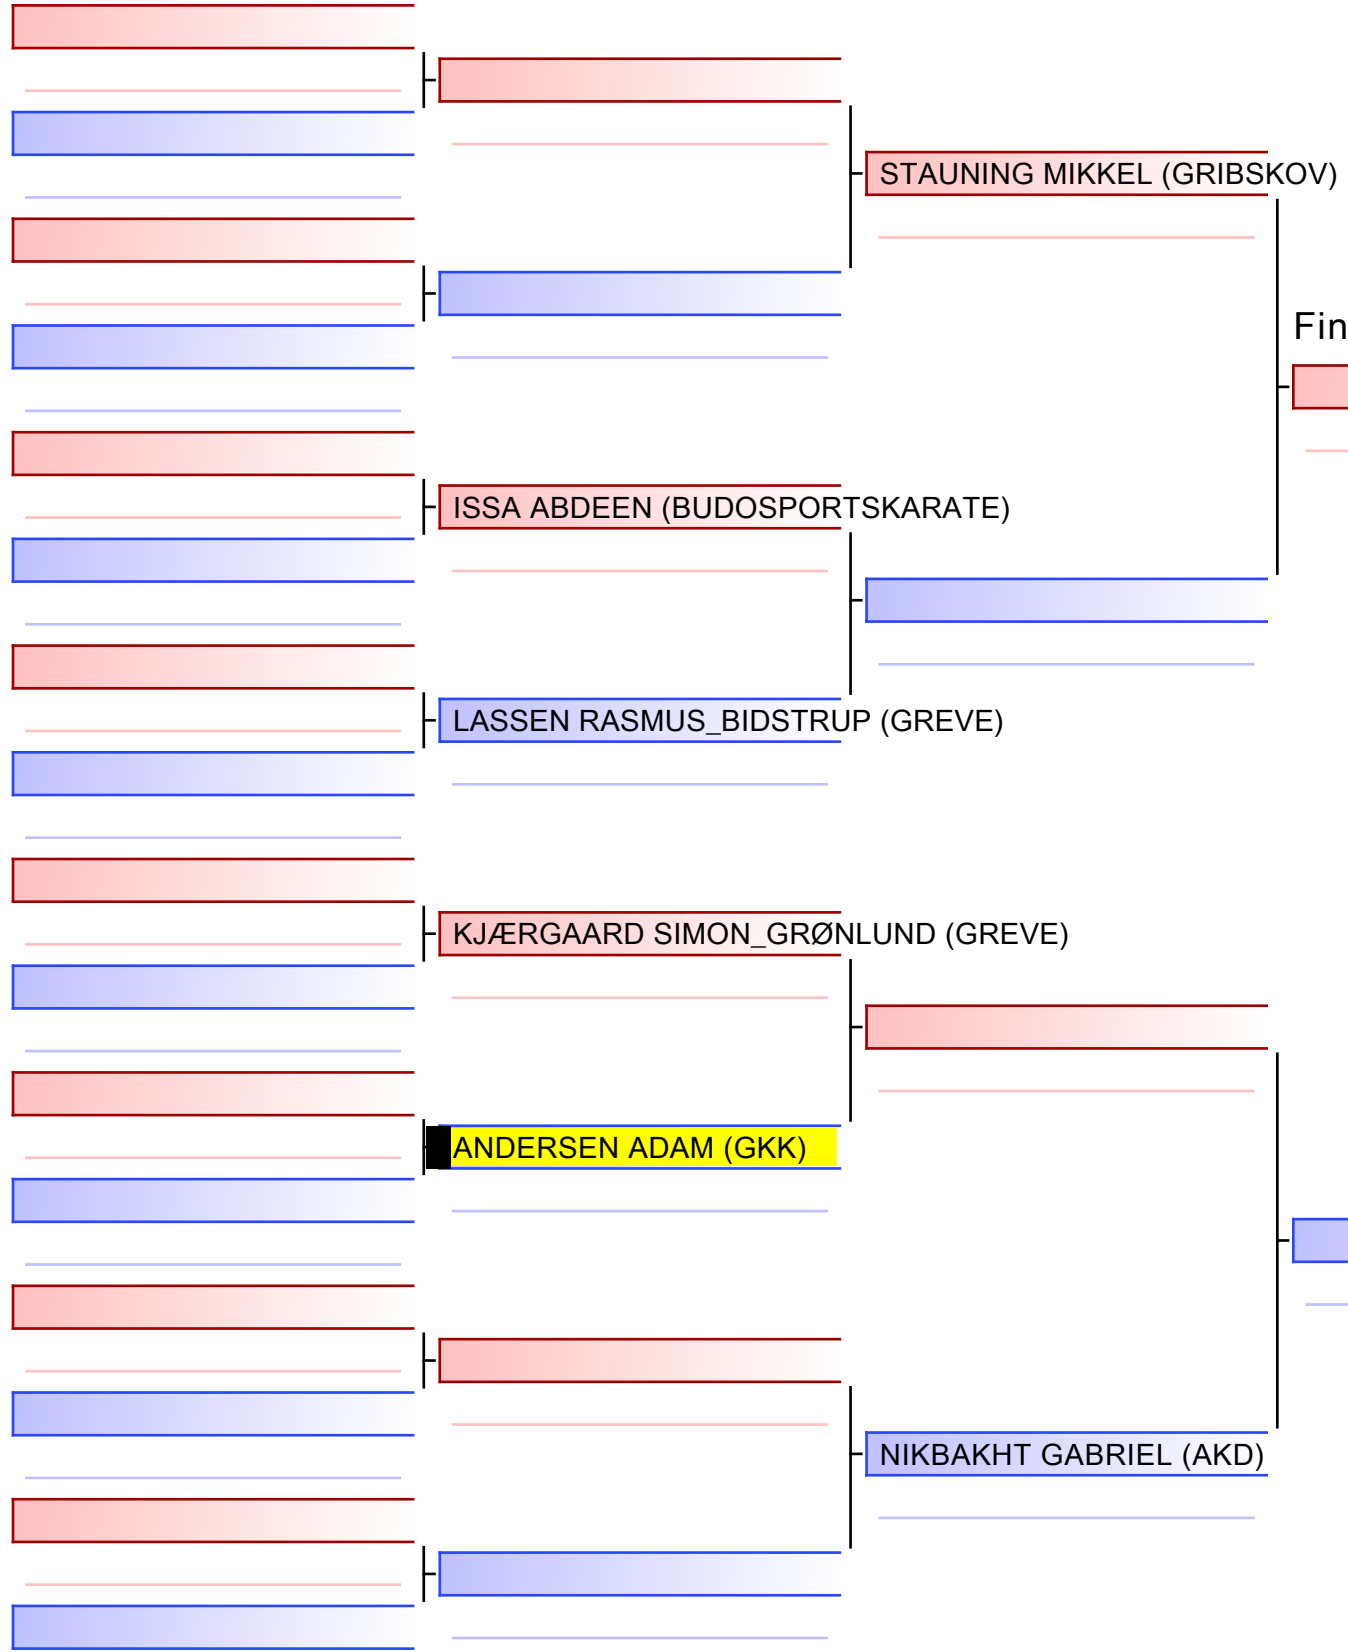 STAUNING MIKKEL (GRIBSKOV)
Fin
ISSA ABDEEN (BUDOSPORTSKARATE)
LASSEN RASMUS_BIDSTRUP (GREVE)
KJÆRGAARD SIMON_GRØNLUND (GREVE)
ANDERSEN ADAM (GKK)
NIKBAKHT GABRIEL (AKD)